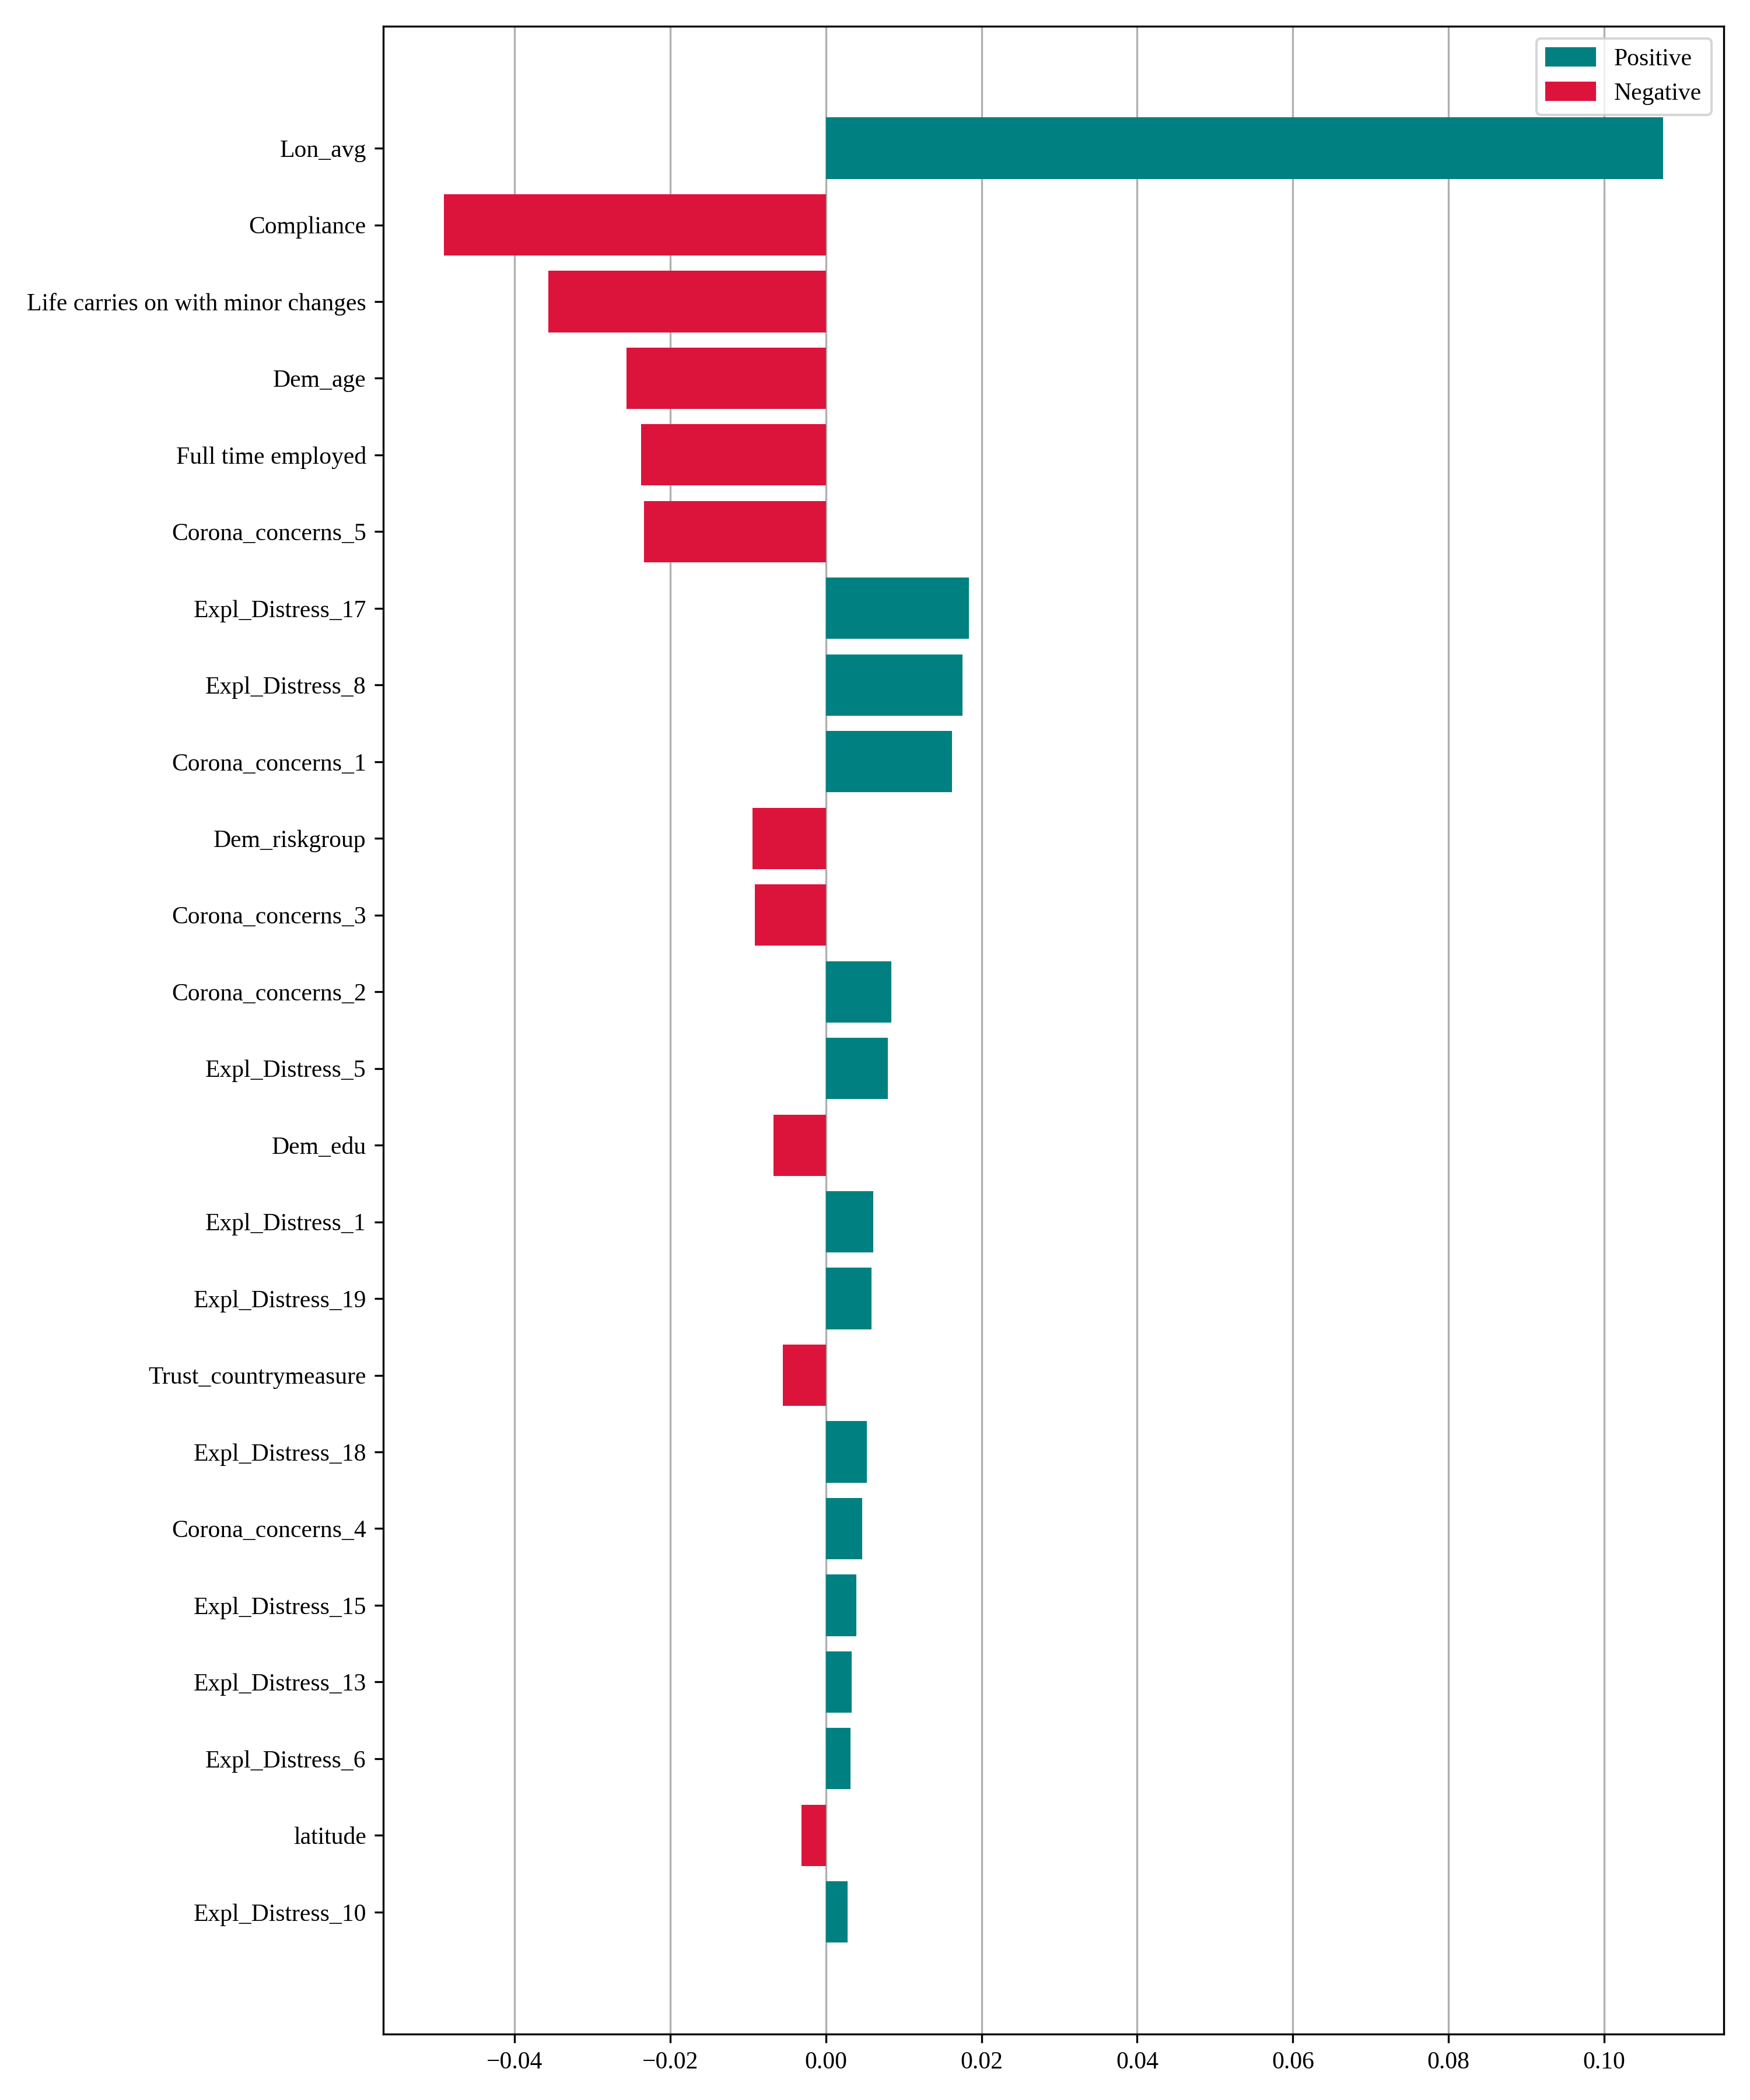 Positive
Negative
Lon_avg
Compliance
Life carries on with minor changes
Dem_age
Full time employed
Corona_concerns_5
Expl_Distress_17
Expl_Distress_8
Corona_concerns_1
Dem_riskgroup
Corona_concerns_3
Corona_concerns_2
Expl_Distress_5
Dem_edu
Expl_Distress_1
Expl_Distress_19
Trust_countrymeasure
Expl_Distress_18
Corona_concerns_4
Expl_Distress_15
Expl_Distress_13
Expl_Distress_6
latitude
Expl_Distress_10
−0.04 −0.02 0.00 0.02 0.04 0.06 0.08 0.10